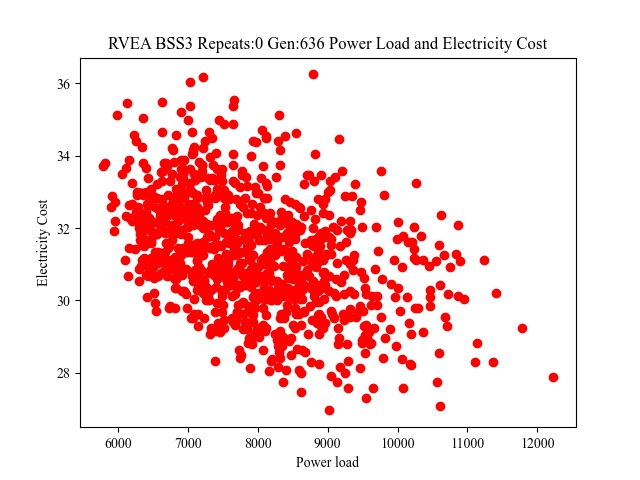 RVEA BSS3 Repeats:0 Gen:636 Power Load and Electricity Cost
36
34
32
30
28
Electricity Cost
6000 7000 8000 9000 10000 11000 12000
Power load